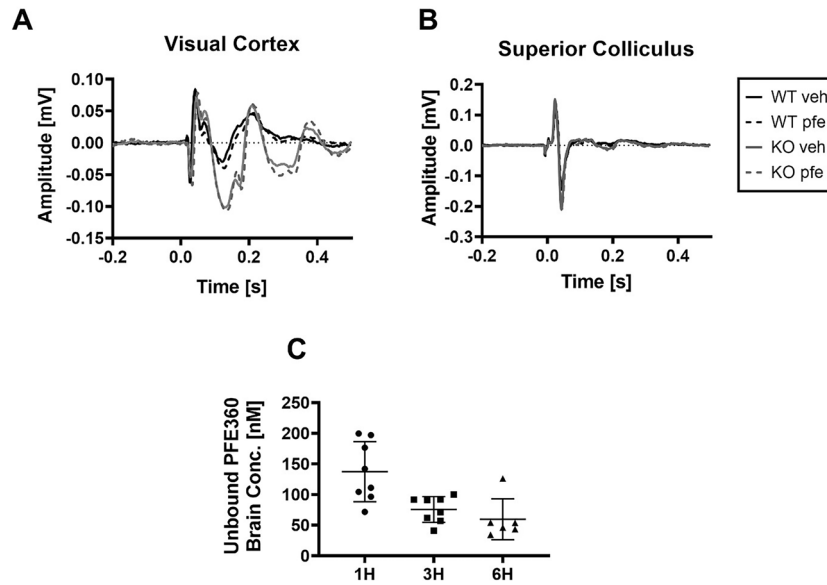 A
Visual Cortex
Amplitude [mV]
0.10
0.05
0.00
-0.05
-0.10
-0.15
-0.2
0.0
0.2
0.4
Time [s]
B
Superior Colliculus
Amplitude [mV]
0.2
0.1
0.0
-0.1
-0.2
-0.3
-0.2
0.0
0.2
0.4
Time [s]
WT veh
WT pfe
KO veh
KO pfe
C
Unbound PFE360
Brain Conc. [nM]
250
200
150
100
50
0
1H
3H
6H